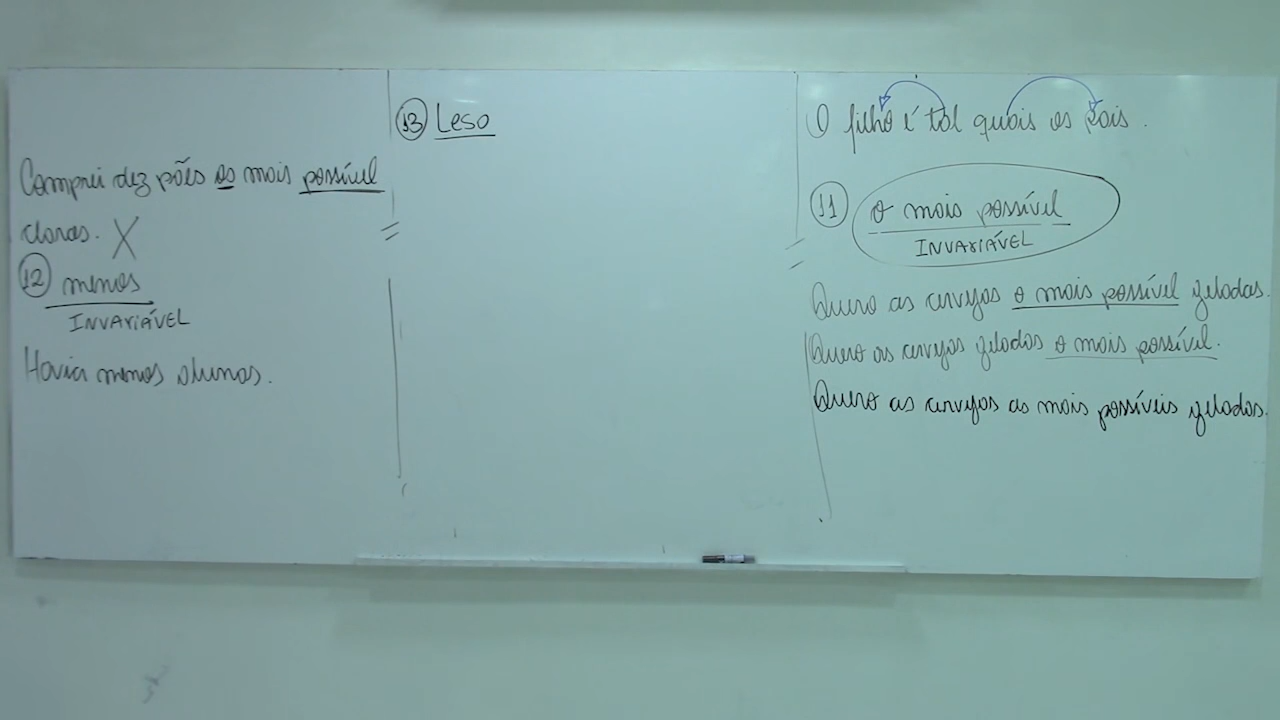 Comprei dez pães os mais possível
claros. X
12 menos
INVARIÁVEL
Havia menos alunas.
13 Leso
O filho é tal quais os pais.
11 o mais possível
INVARIÁVEL
Quero as cervejas o mais possível geladas.
Quero as cervejas geladas o mais possível.
Quero as cervejas as mais possíveis geladas.